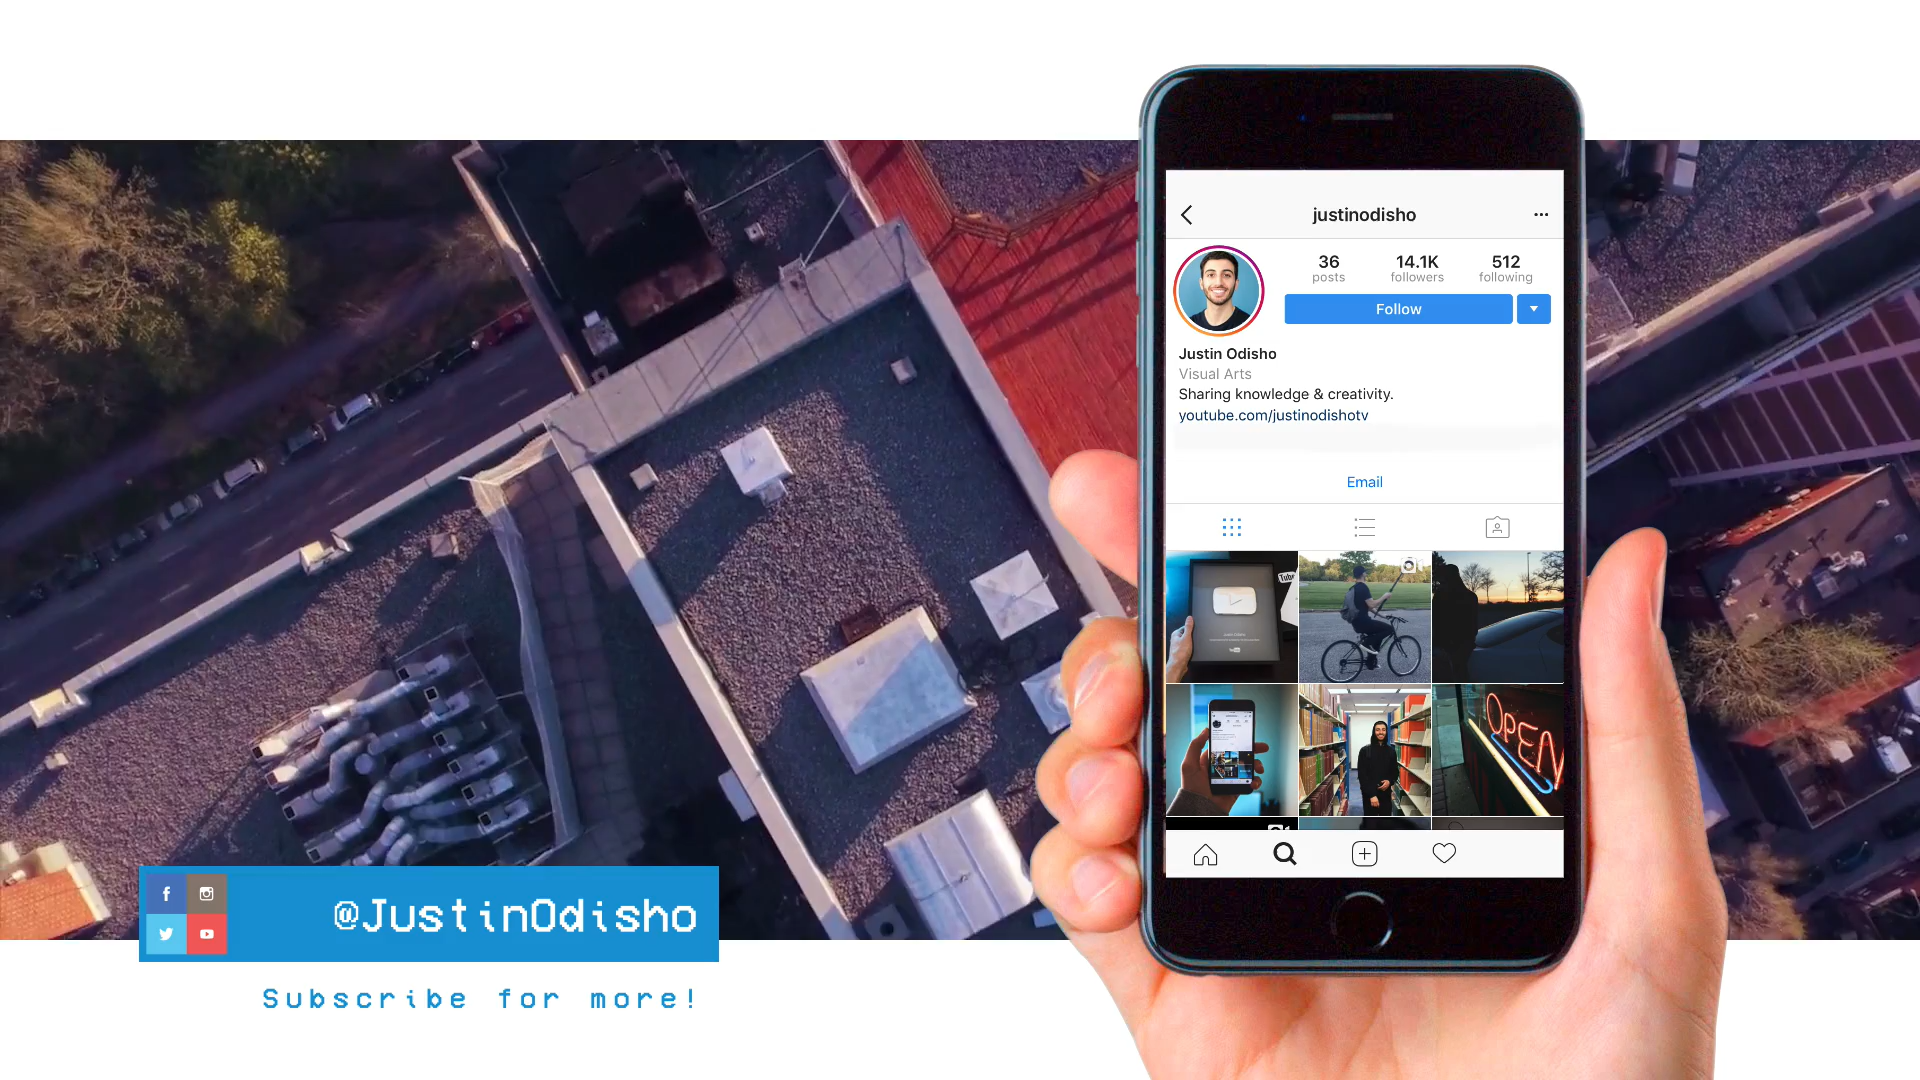 justinodisho
36
14.1K
512
posts
followers
following
Follow
Justin Odisho
Visual Arts
Sharing knowledge & creativity.
youtube.com/justinodishotv
Email
Tube
OPEN
@JustinOdisho
Subscribe for more!